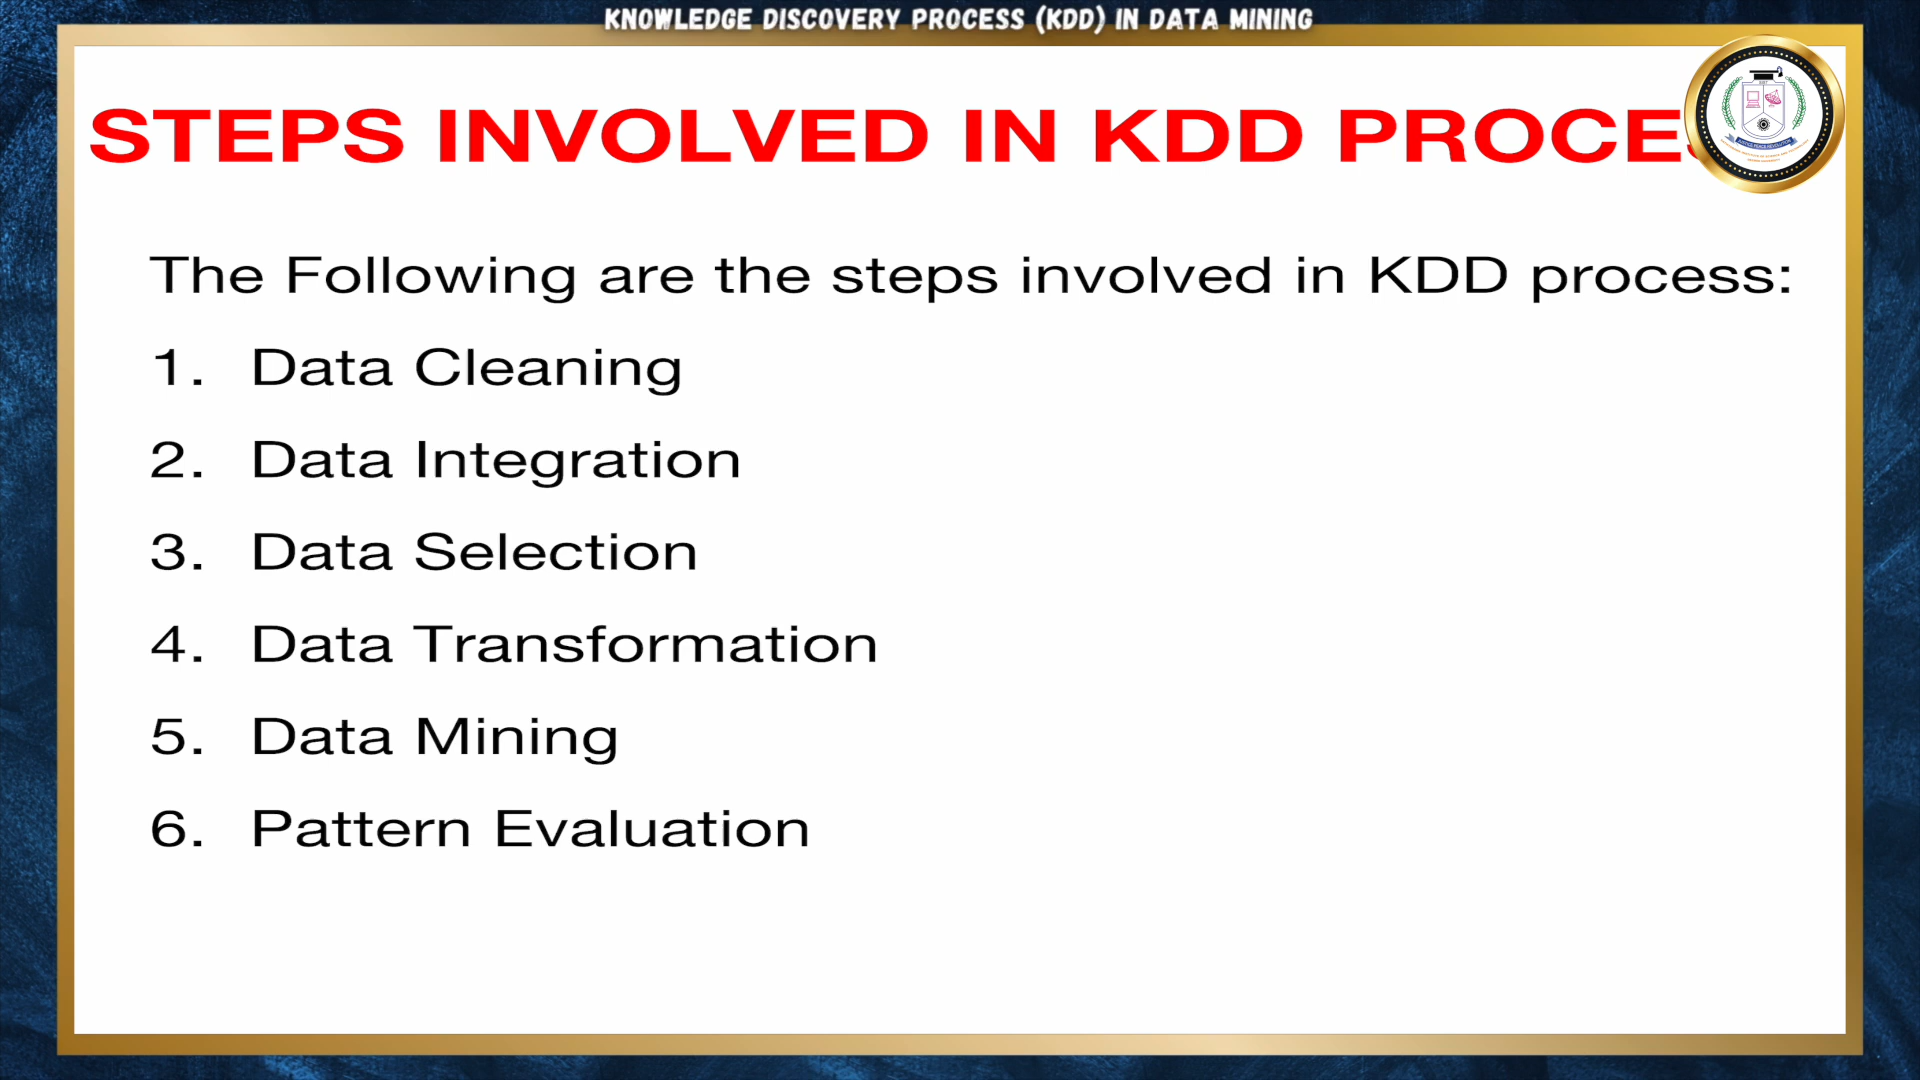 KNOWLEDGE DISCOVERY PROCESS (KDD) IN DATA MINING
STEPS INVOLVED IN KDD PROCES
The Following are the steps involved in KDD process:
1. Data Cleaning
2. Data Integration
3. Data Selection
4. Data Transformation
5. Data Mining
6. Pattern Evaluation